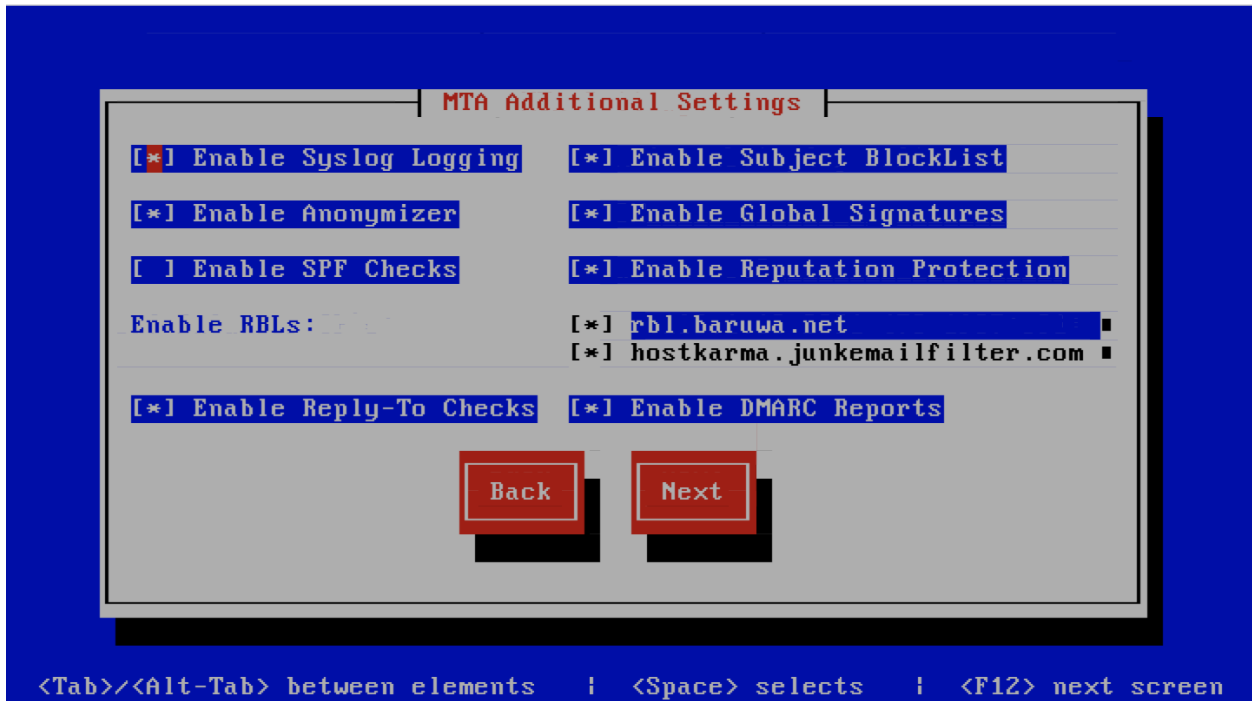 MTA Additional Settings
[*] Enable Syslog Logging [*] Enable Subject BlockList
[*] Enable Anonymizer [*] Enable Global Signatures
[ ] Enable SPF Checks [*] Enable Reputation Protection
Enable RBLs: [*] rbl.baruwa.net
[*] hostkarma.junkemailfilter.com
[*] Enable Reply-To Checks [*] Enable DMARC Reports
Back Next
<Tab>/<Alt-Tab> between elements | <Space> selects | <F12> next screen